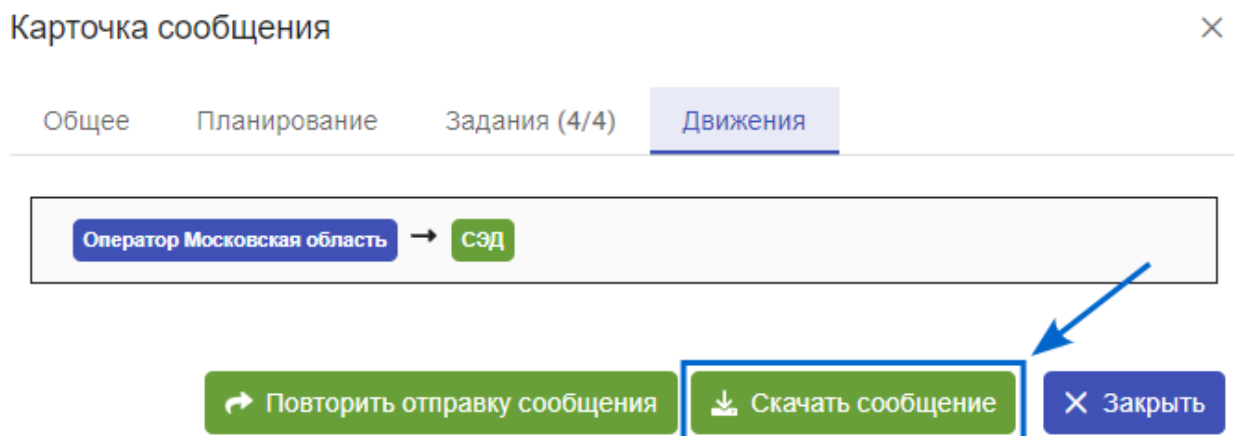 Карточка сообщения
Общее Планирование Задания (4/4) Движения
Оператор Московская область → СЭД
Повторить отправку сообщения Скачать сообщение Закрыть